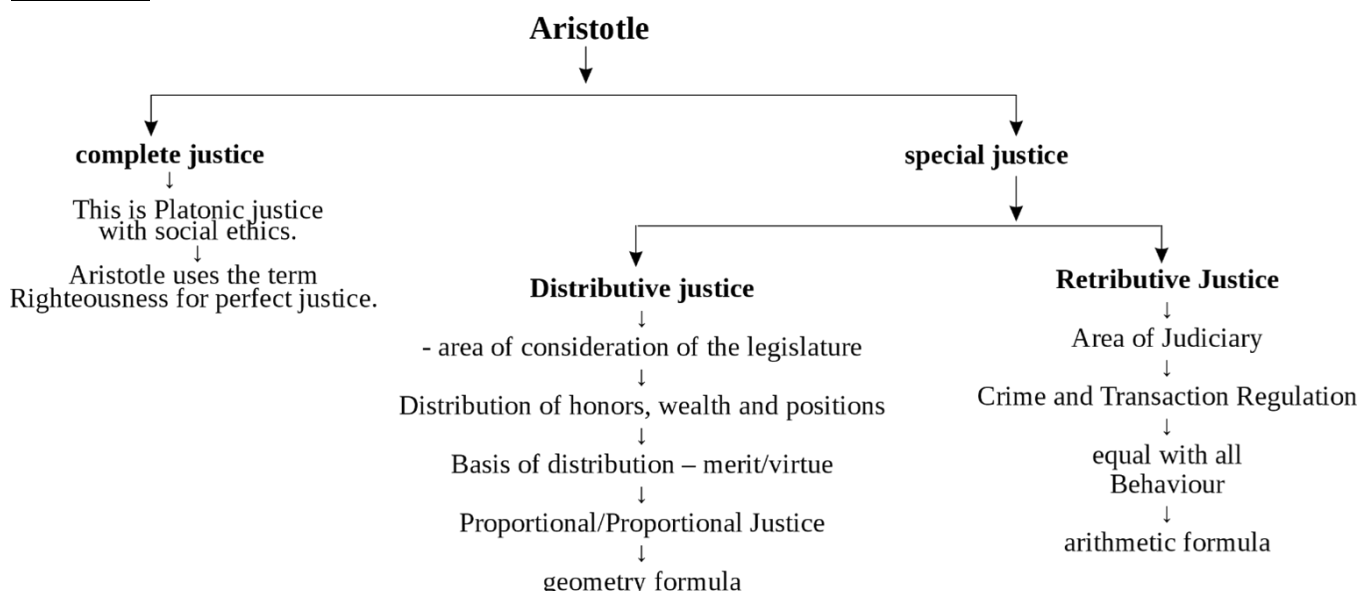 Aristotle
complete justice
↓
This is Platonic justice
with social ethics.
↓
Aristotle uses the term
Righteousness for perfect justice.
special justice
Distributive justice
↓
- area of consideration of the legislature
↓
Distribution of honors, wealth and positions
↓
Basis of distribution – merit/virtue
↓
Proportional/Proportional Justice
↓
geometry formula
Retributive Justice
↓
Area of Judiciary
↓
Crime and Transaction Regulation
↓
equal with all
Behaviour
↓
arithmetic formula